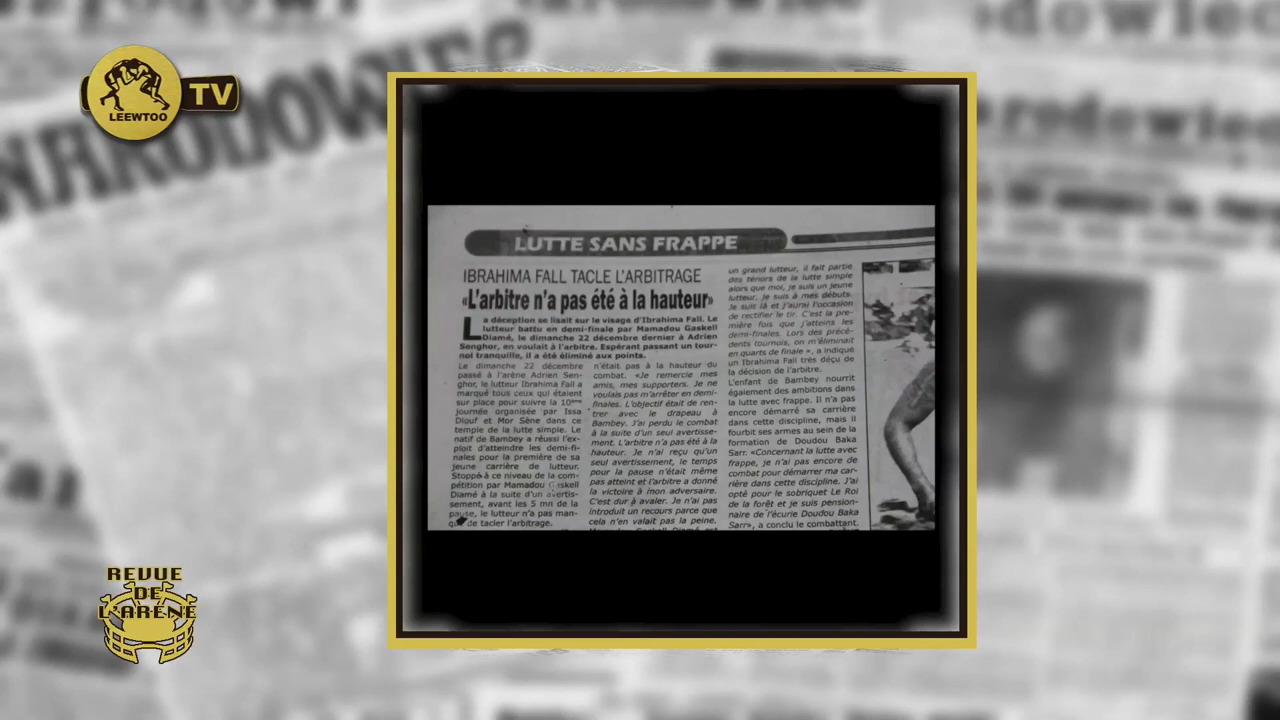 LEEWTOO
TV
NARODOWIEC
LUTTE SANS FRAPPE
IBRAHIMA FALL TACLE L'ARBITRAGE
«L'arbitre n'a pas été à la hauteur»
La déception se lisait sur le visage d'Ibrahima Fall. Le
lutteur battu en demi-finale par Mamadou Gaskell
Diamé, le dimanche 22 décembre dernier à Adrien
Senghor, en voulait à l'arbitre. Espérant passant un tour-
noi tranquille, il a été éliminé aux points.
Le dimanche 22 décembre
passé à l'arène Adrien Sen-
ghor, le lutteur Ibrahima Fall a
marqué tous ceux qui étaient
sur place pour suivre la 10ème
journée organisée par Issa
Diouf et Mor Sène dans ce
temple de la lutte simple. Le
natif de Bambey a réussi l'ex-
ploit d'atteindre les demi-fi-
nales pour la première de sa
jeune carrière de lutteur.
Stoppé à ce niveau de la com-
pétition par Mamadou Gaskell
Diamé à la suite d'un avertis-
sement, avant les 5 mn de la
pause, le lutteur n'a pas man-
qué de tacler l'arbitrage.
n'était pas à la hauteur du
combat. «Je remercie mes
amis, mes supporters. Je ne
voulais pas m'arrêter en demi-
finales. L'objectif était de ren-
trer avec le drapeau à
Bambey. J'ai perdu le combat
à la suite d'un seul avertisse-
ment. L'arbitre n'a pas été à la
hauteur. Je n'ai reçu qu'un
seul avertissement, le temps
pour la pause n'était même
pas atteint et l'arbitre a donné
la victoire à mon adversaire.
C'est dur à avaler. Je n'ai pas
introduit un recours parce que
cela n'en valait pas la peine.
un grand lutteur, il fait partie
des ténors de la lutte simple
alors que moi, je suis un jeune
lutteur. Je suis à mes débuts.
Je suit là et j'aurai l'occasion
de rectifier le tir. C'est la pre-
mière fois que j'atteins les
demi-finales. Lors des précé-
dents tournois, on m'éliminait
en quarts de finale », a indiqué
un Ibrahima Fall très déçu de
la décision de l'arbitre.
L'enfant de Bambey nourrit
également des ambitions dans
la lutte avec frappe. Il n'a pas
encore démarré sa carrière
dans cette discipline, mais il
fourbit ses armes au sein de la
formation de Doudou Baka
Sarr. «Concernant la lutte avec
frappe, je n'ai pas encore de
combat pour démarrer ma car-
rière dans cette discipline. J'ai
opté pour le sobriquet Le Roi
de la forêt et je suis pension-
naire de l'écurie Doudou Baka
Sarr», a conclu le combattant.
REVUE
DE
L'ARÈNE